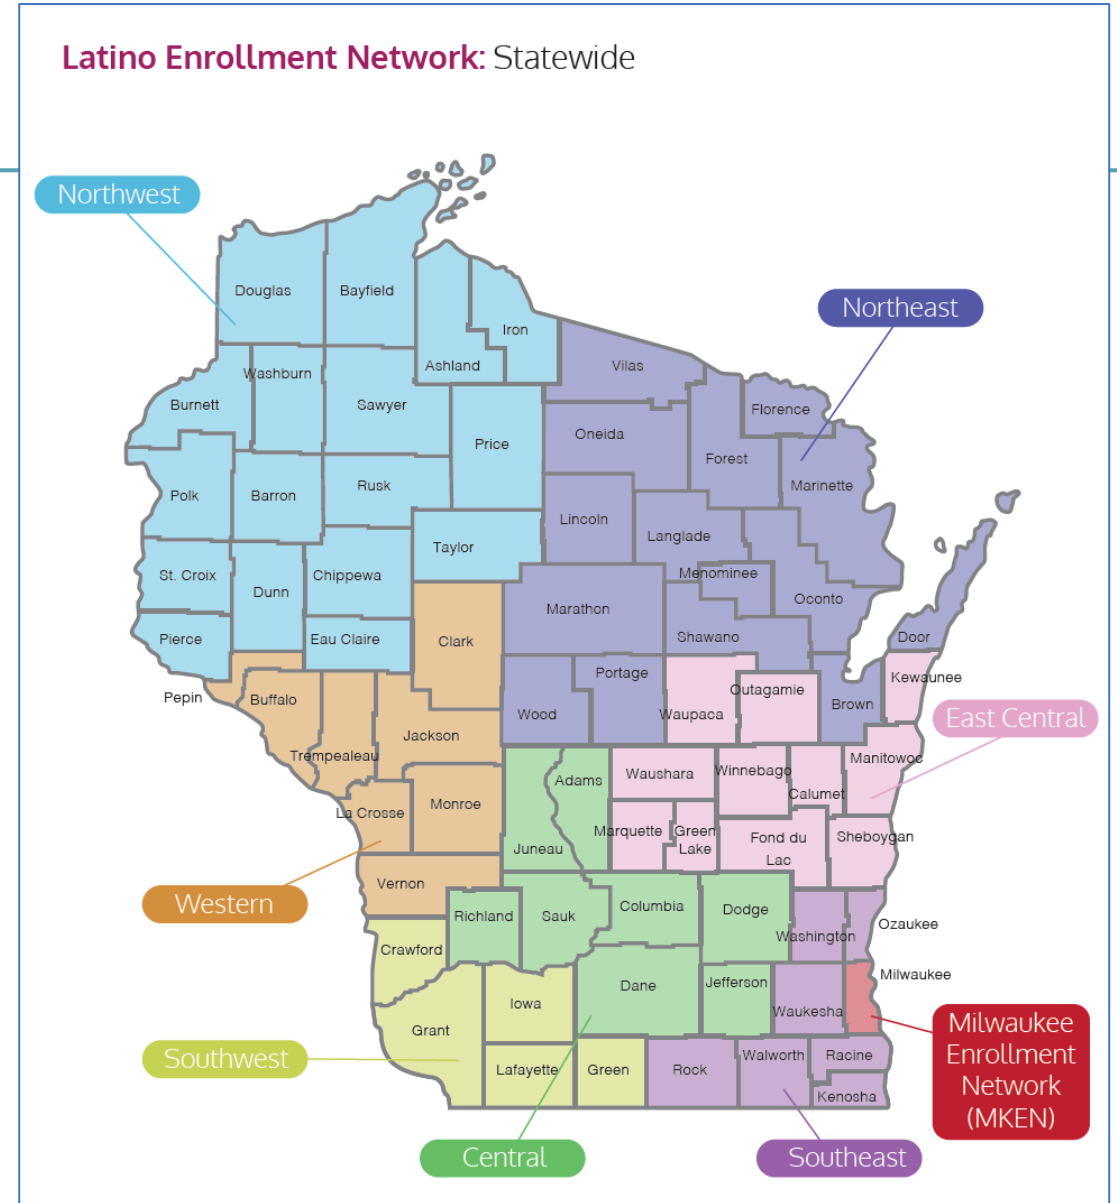 Latino Enrollment Network: Statewide
Northwest
Northeast
Douglas
Bayfield
Iron
Ashland
Vilas
Washburn
Burnett
Sawyer
Florence
Price
Oneida
Forest
Marinette
Polk
Barron
Rusk
Lincoln
Langlade
Taylor
St. Croix
Chippewa
Menominee
Dunn
Oconto
Marathon
Pierce
Eau Claire
Clark
Shawano
Door
Portage
Kewaunee
Pepin
Buffalo
Outagamie
Wood
Waupaca
Brown
East Central
Jackson
Trempealeau
Manitowoc
Adams
Waushara
Winnebago
Calumet
La Crosse
Monroe
Marquette
Green
Lake
Fond du
Lac
Sheboygan
Juneau
Vernon
Western
Richland
Sauk
Columbia
Dodge
Washington
Ozaukee
Crawford
Milwaukee
Dane
Jefferson
Iowa
Waukesha
Grant
Milwaukee
Enrollment
Network
(MKEN)
Southwest
Lafayette
Green
Rock
Walworth
Racine
Kenosha
Central
Southeast